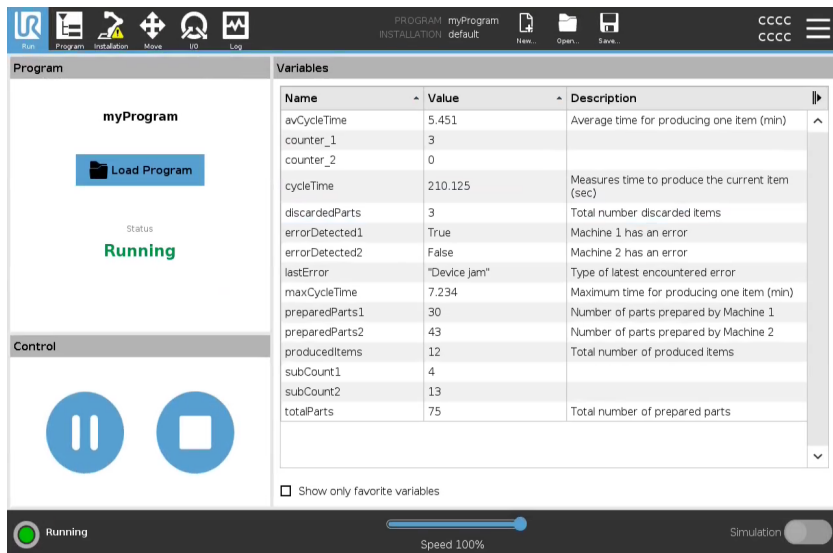 UR
PROGRAM myProgram
INSTALLATION default
CCCC
CCCC
Run Program Installation Move I/O Log New... Open... Save...
Program
myProgram
Load Program
Status
Running
Control
Variables
Name Value Description
avCycleTime 5.451 Average time for producing one item (min)
counter_1 3
counter_2 0
cycleTime 210.125 Measures time to produce the current item
(sec)
discardedParts 3 Total number discarded items
errorDetected1 True Machine 1 has an error
errorDetected2 False Machine 2 has an error
lastError "Device jam" Type of latest encountered error
maxCycleTime 7.234 Maximum time for producing one item (min)
preparedParts1 30 Number of parts prepared by Machine 1
preparedParts2 43 Number of parts prepared by Machine 2
producedItems 12 Total number of produced items
subCount1 4
subCount2 13
totalParts 75 Total number of prepared parts
Show only favorite variables
Running
Speed 100%
Simulation